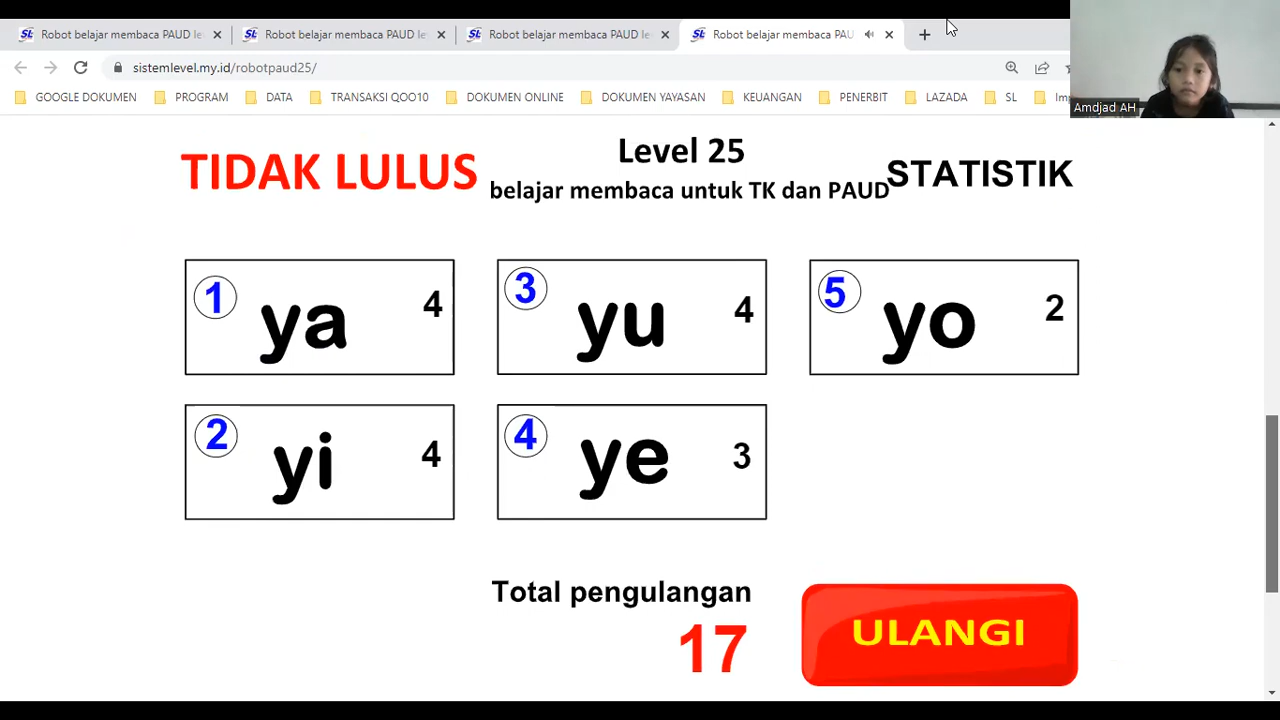 Robot belajar membaca PAUD le
Robot belajar membaca PAUD le
Robot belajar membaca PAUD le
Robot belajar membaca PAU
sistemlevel.my.id/robotpaud25/
GOOGLE DOKUMEN
PROGRAM
DATA
TRANSAKSI QOO10
DOKUMEN ONLINE
DOKUMEN YAYASAN
KEUANGAN
PENERBIT
LAZADA
SL
Imp
Amdjad AH
TIDAK LULUS
Level 25
belajar membaca untuk TK dan PAUD
STATISTIK
1 ya 4
3 yu 4
5 yo 2
2 yi 4
4 ye 3
Total pengulangan
17
ULANGI